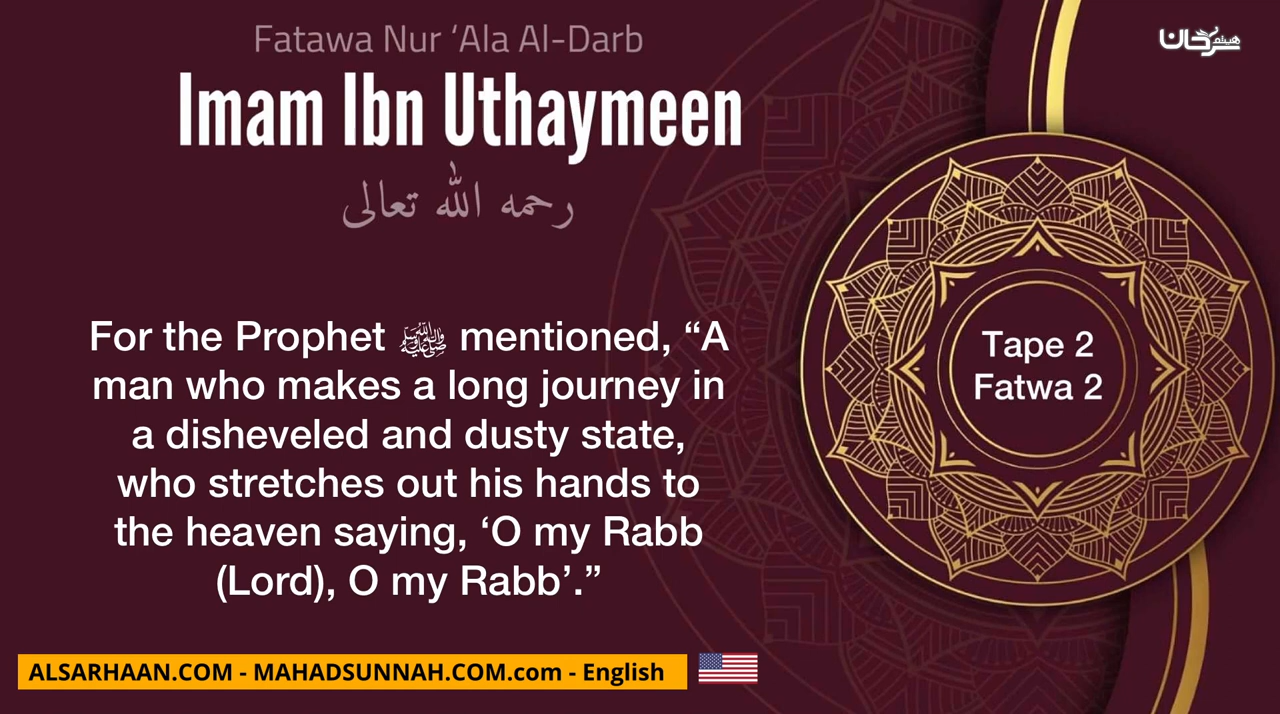 Fatawa Nur ‘Ala Al-Darb
هيثم سرحان
Imam Ibn Uthaymeen
رحمه الله تعالى
For the Prophet ﷺ mentioned, “A
man who makes a long journey in
a disheveled and dusty state,
who stretches out his hands to
the heaven saying, ‘O my Rabb
(Lord), O my Rabb’.”
Tape 2
Fatwa 2
ALSARHAAN.COM - MAHADSUNNAH.COM.com - English